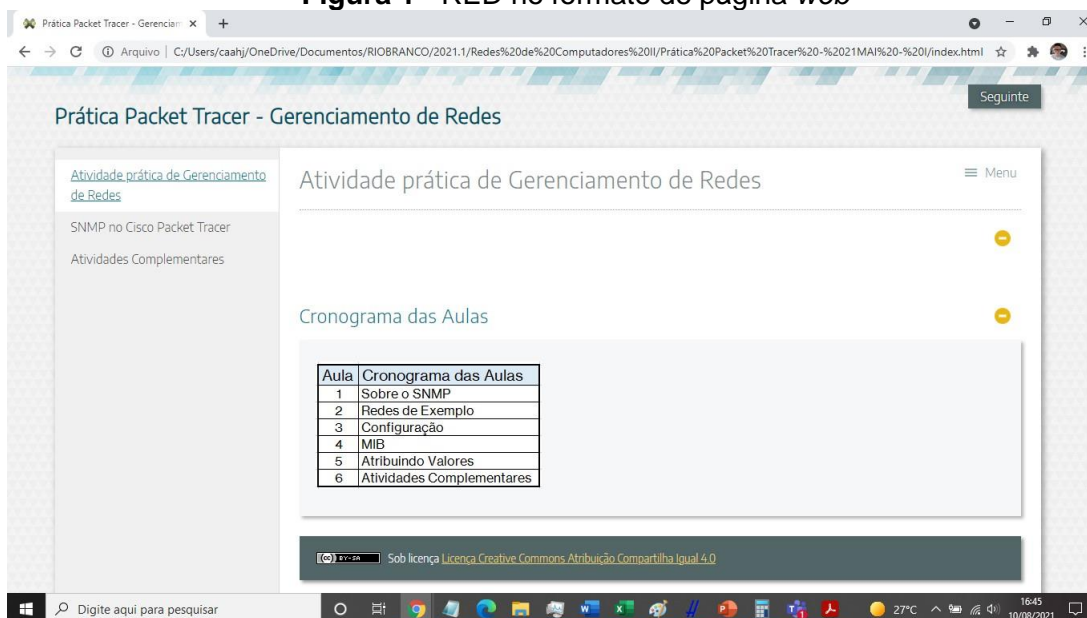 Figura 1 - RED no formato de página web
Prática Packet Tracer - Gerenciam
Arquivo | C:/Users/caahj/OneDrive/Documentos/RIOBRANCO/2021.1/Redes%20de%20Computadores%20II/Prática%20Packet%20Tracer%20-%2021MAI%20-%20I/index.html
Seguinte
Prática Packet Tracer - Gerenciamento de Redes
Atividade prática de Gerenciamento
de Redes
SNMP no Cisco Packet Tracer
Atividades Complementares
Atividade prática de Gerenciamento de Redes
Menu
Cronograma das Aulas
Aula Cronograma das Aulas
1 Sobre o SNMP
2 Redes de Exemplo
3 Configuração
4 MIB
5 Atribuindo Valores
6 Atividades Complementares
(cc) BY-SA Sob licença Licença Creative Commons Atribuição Compartilha Igual 4.0
Digite aqui para pesquisar
27°C
16:45
10/08/2021